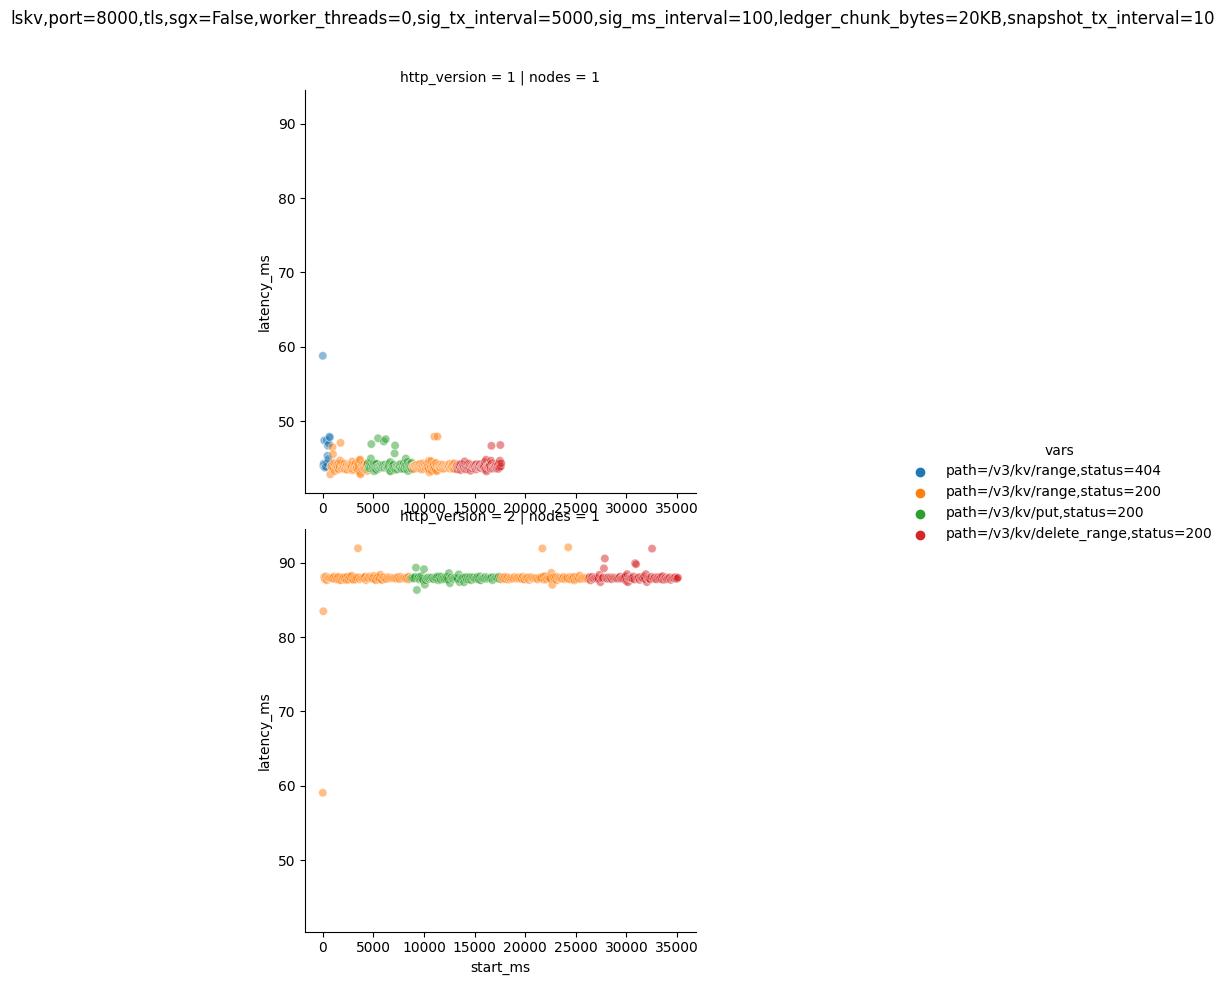 lskv,port=8000,tls,sgx=False,worker_threads=0,sig_tx_interval=5000,sig_ms_interval=100,ledger_chunk_bytes=20KB,snapshot_tx_interval=10
http_version = 1 | nodes = 1
90
80
70
60
50
latency_ms
0 5000 10000 15000 20000 25000 30000 35000
http_version = 2 | nodes = 1
90
80
70
60
50
latency_ms
0 5000 10000 15000 20000 25000 30000 35000
start_ms
vars
path=/v3/kv/range,status=404
path=/v3/kv/range,status=200
path=/v3/kv/put,status=200
path=/v3/kv/delete_range,status=200